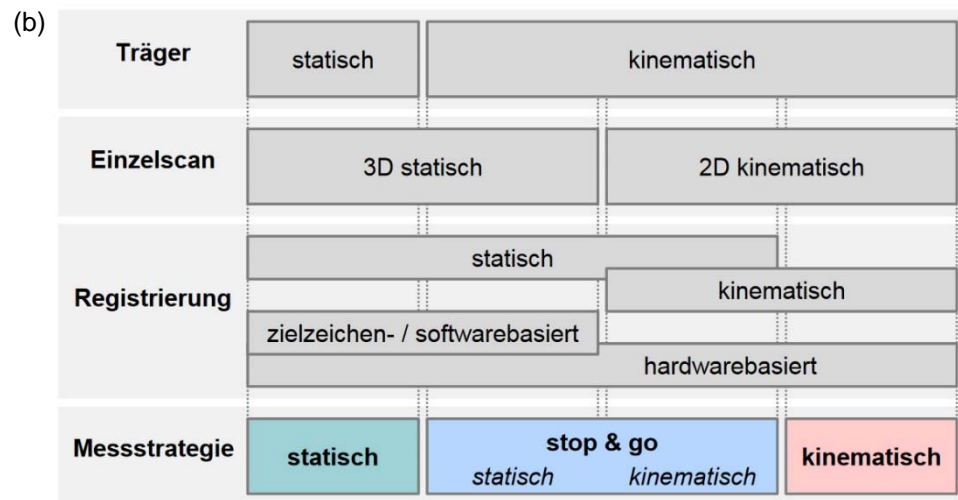 (b)
Träger
statisch
kinematisch
Einzelscan
3D statisch
2D kinematisch
Registrierung
statisch
kinematisch
zielzeichen- / softwarebasiert
hardwarebasiert
Messstrategie
statisch
stop & go
statisch kinematisch
kinematisch